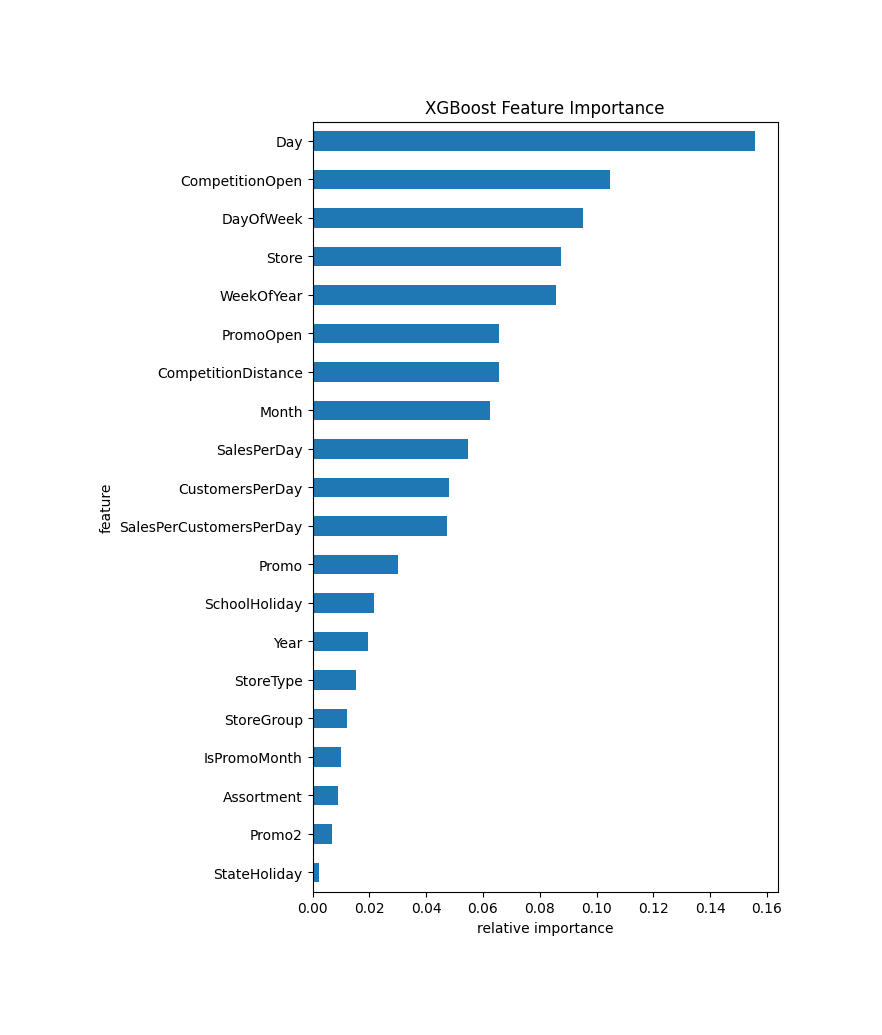 XGBoost Feature Importance
Day
CompetitionOpen
DayOfWeek
Store
WeekOfYear
PromoOpen
CompetitionDistance
Month
SalesPerDay
CustomersPerDay
SalesPerCustomersPerDay
Promo
SchoolHoliday
Year
StoreType
StoreGroup
IsPromoMonth
Assortment
Promo2
StateHoliday
feature
0.00 0.02 0.04 0.06 0.08 0.10 0.12 0.14 0.16
relative importance